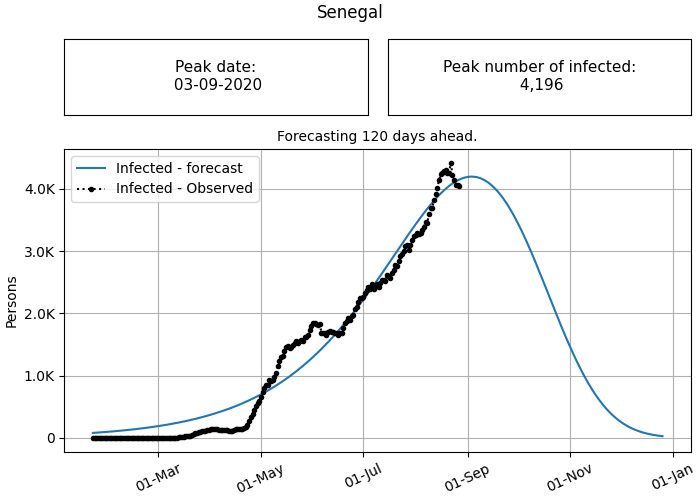 Senegal
Peak date:
03-09-2020
Peak number of infected:
4,196
Forecasting 120 days ahead.
Infected - forecast
Infected - Observed
Persons
4.0K
3.0K
2.0K
1.0K
0
01-Mar
01-May
01-Jul
01-Sep
01-Nov
01-Jan